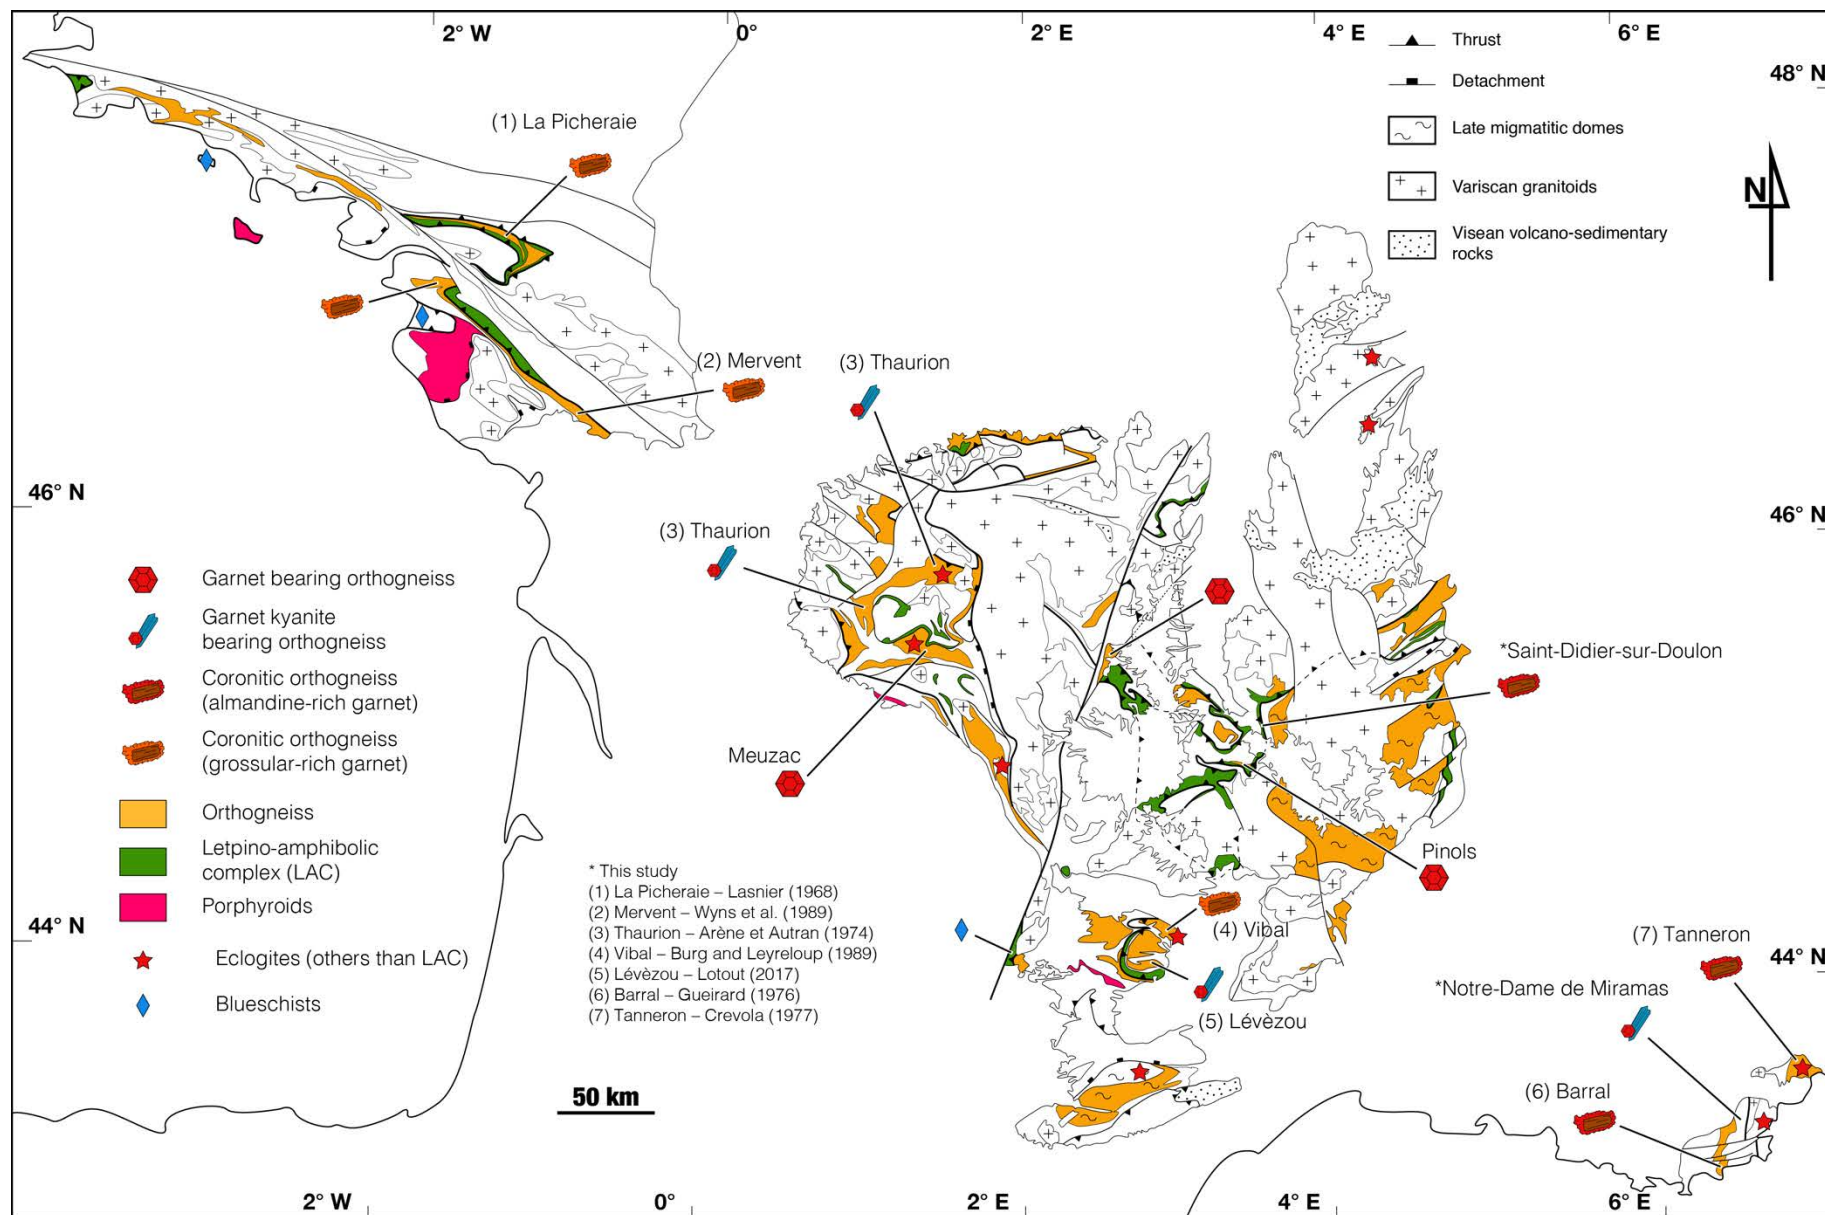 2° W
0°
2° E
4° E
6° E
48° N
Thrust
Detachment
Late migmatitic domes
Variscan granitoids
Visean volcano-sedimentary
rocks
N
(1) La Picheraie
(2) Mervent
(3) Thaurion
46° N
46° N
(3) Thaurion
Garnet bearing orthogneiss
Garnet kyanite
bearing orthogneiss
Coronitic orthogneiss
(almandine-rich garnet)
Coronitic orthogneiss
(grossular-rich garnet)
Orthogneiss
Letpino-amphibolic
complex (LAC)
Porphyroids
Eclogites (others than LAC)
Blueschists
*Saint-Didier-sur-Doulon
Meuzac
Pinols
* This study
(1) La Picheraie – Lasnier (1968)
(2) Mervent – Wyns et al. (1989)
(3) Thaurion – Arène et Autran (1974)
(4) Vibal – Burg and Leyreloup (1989)
(5) Lévèzou – Lotout (2017)
(6) Barral – Gueirard (1976)
(7) Tanneron – Crevola (1977)
44° N
(4) Vibal
(5) Lévèzou
(7) Tanneron
44° N
*Notre-Dame de Miramas
(6) Barral
50 km
2° W
0°
2° E
4° E
6° E